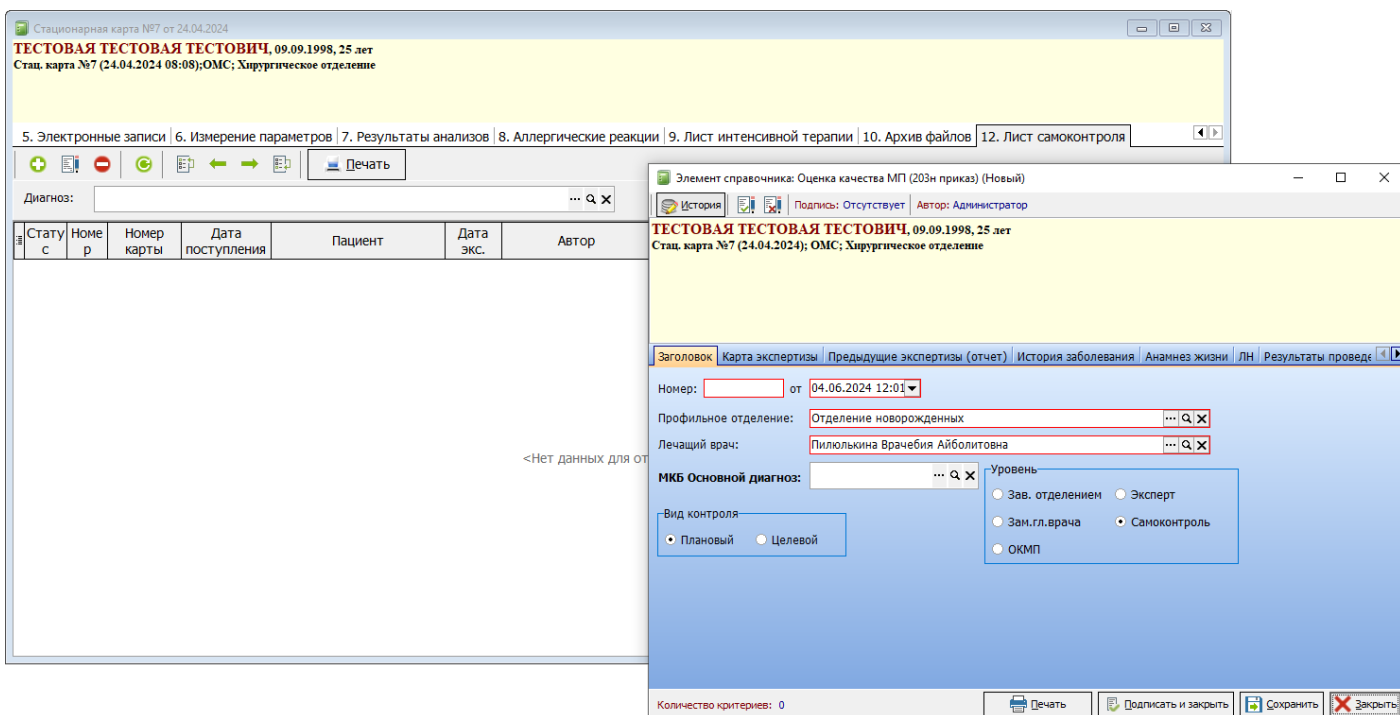 Стационарная карта №7 от 24.04.2024
ТЕСТОВАЯ ТЕСТОВАЯ ТЕСТОВИЧ, 09.09.1998, 25 лет
Стац. карта №7 (24.04.2024 08:08);ОМС; Хирургическое отделение
5. Электронные записи 6. Измерение параметров 7. Результаты анализов 8. Аллергические реакции 9. Лист интенсивной терапии 10. Архив файлов 12. Лист самоконтроля
Печать
Диагноз:
Статус Номер Номер карты Дата поступления Пациент Дата экс. Автор
<Нет данных для от
Элемент справочника: Оценка качества МП (203н приказ) (Новый)
История Подпись: Отсутствует Автор: Администратор
ТЕСТОВАЯ ТЕСТОВАЯ ТЕСТОВИЧ, 09.09.1998, 25 лет
Стац. карта №7 (24.04.2024); ОМС; Хирургическое отделение
Заголовок Карта экспертизы Предыдущие экспертизы (отчет) История заболевания Анамнез жизни ЛН Результаты проведе
Номер: от 04.06.2024 12:01
Профильное отделение: Отделение новорожденных
Лечащий врач: Пилюлькина Врачебия Айболитовна
МКБ Основной диагноз:
Уровень
Зав. отделением Эксперт
Зам.гл.врача Самоконтроль
ОКМП
Вид контроля
Плановый Целевой
Количество критериев: 0
Печать Подписать и закрыть Сохранить Закрыть